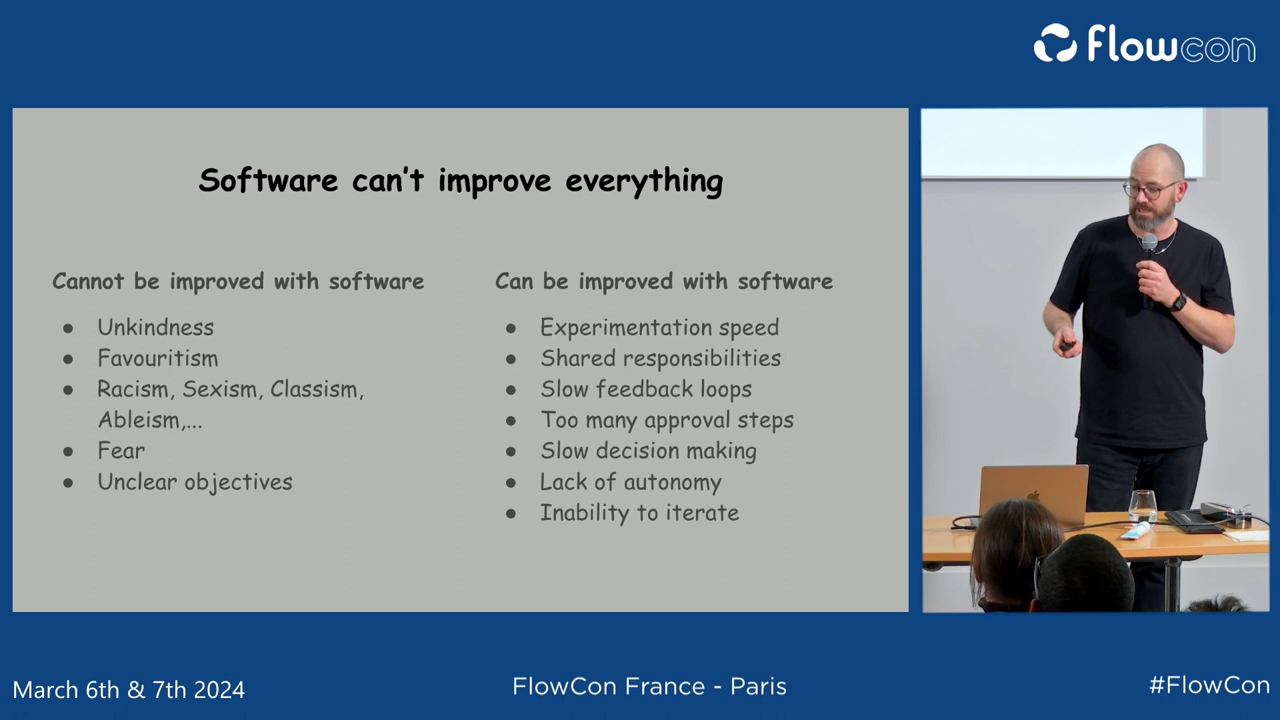 flowcon
Software can't improve everything
Cannot be improved with software
● Unkindness
● Favouritism
● Racism, Sexism, Classism,
Ableism,...
● Fear
● Unclear objectives
Can be improved with software
● Experimentation speed
● Shared responsibilities
● Slow feedback loops
● Too many approval steps
● Slow decision making
● Lack of autonomy
● Inability to iterate
March 6th & 7th 2024
FlowCon France - Paris
#FlowCon